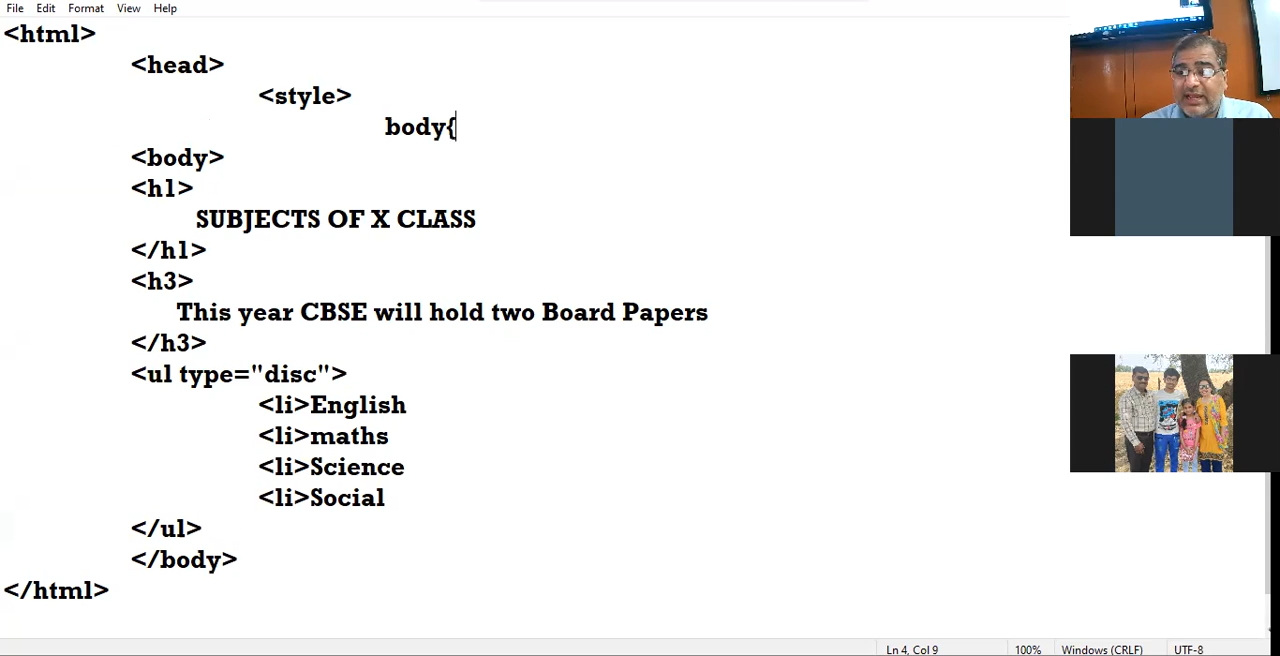 File Edit Format View Help
<html>
<head>
<style>
body{
<body>
<h1>
SUBJECTS OF X CLASS
</h1>
<h3>
This year CBSE will hold two Board Papers
</h3>
<ul type="disc">
<li>English
<li>maths
<li>Science
<li>Social
</ul>
</body>
</html>
Ln 4, Col 9 100% Windows (CRLF) UTF-8